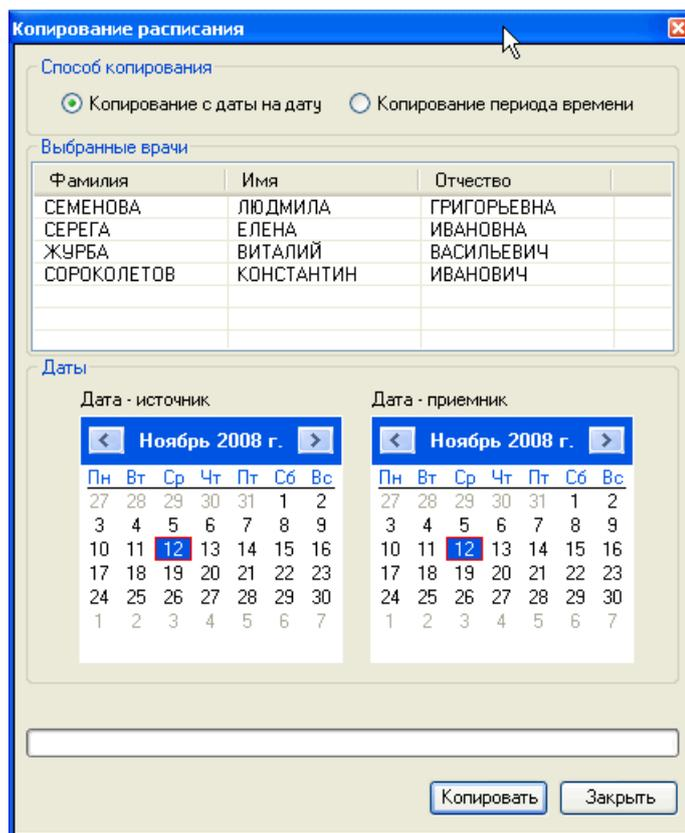 Копирование расписания
Способ копирования
Копирование с даты на дату Копирование периода времени
Выбранные врачи
Фамилия Имя Отчество
СЕМЕНОВА ЛЮДМИЛА ГРИГОРЬЕВНА
СЕРЕГА ЕЛЕНА ИВАНОВНА
ЖУРБА ВИТАЛИЙ ВАСИЛЬЕВИЧ
СОРОКОЛЕТОВ КОНСТАНТИН ИВАНОВИЧ
Даты
Дата - источник Дата - приемник
Ноябрь 2008 г. Ноябрь 2008 г.
Пн Вт Ср Чт Пт Сб Вс Пн Вт Ср Чт Пт Сб Вс
27 28 29 30 31 1 2 27 28 29 30 31 1 2
3 4 5 6 7 8 9 3 4 5 6 7 8 9
10 11 12 13 14 15 16 10 11 12 13 14 15 16
17 18 19 20 21 22 23 17 18 19 20 21 22 23
24 25 26 27 28 29 30 24 25 26 27 28 29 30
1 2 3 4 5 6 7 1 2 3 4 5 6 7
Копировать Закрыть